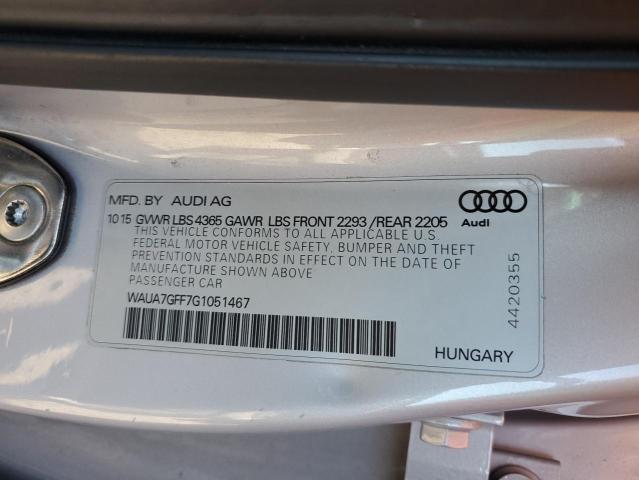 MFD. BY AUDI AG
10 15 GVWR LBS 4365 GAWR LBS FRONT 2293 /REAR 2205
THIS VEHICLE CONFORMS TO ALL APPLICABLE U.S.
FEDERAL MOTOR VEHICLE SAFETY, BUMPER AND THEFT
PREVENTION STANDARDS IN EFFECT ON THE DATE OF
MANUFACTURE SHOWN ABOVE
PASSENGER CAR
WAUA7GFF7G1051467
Audi
4420355
HUNGARY